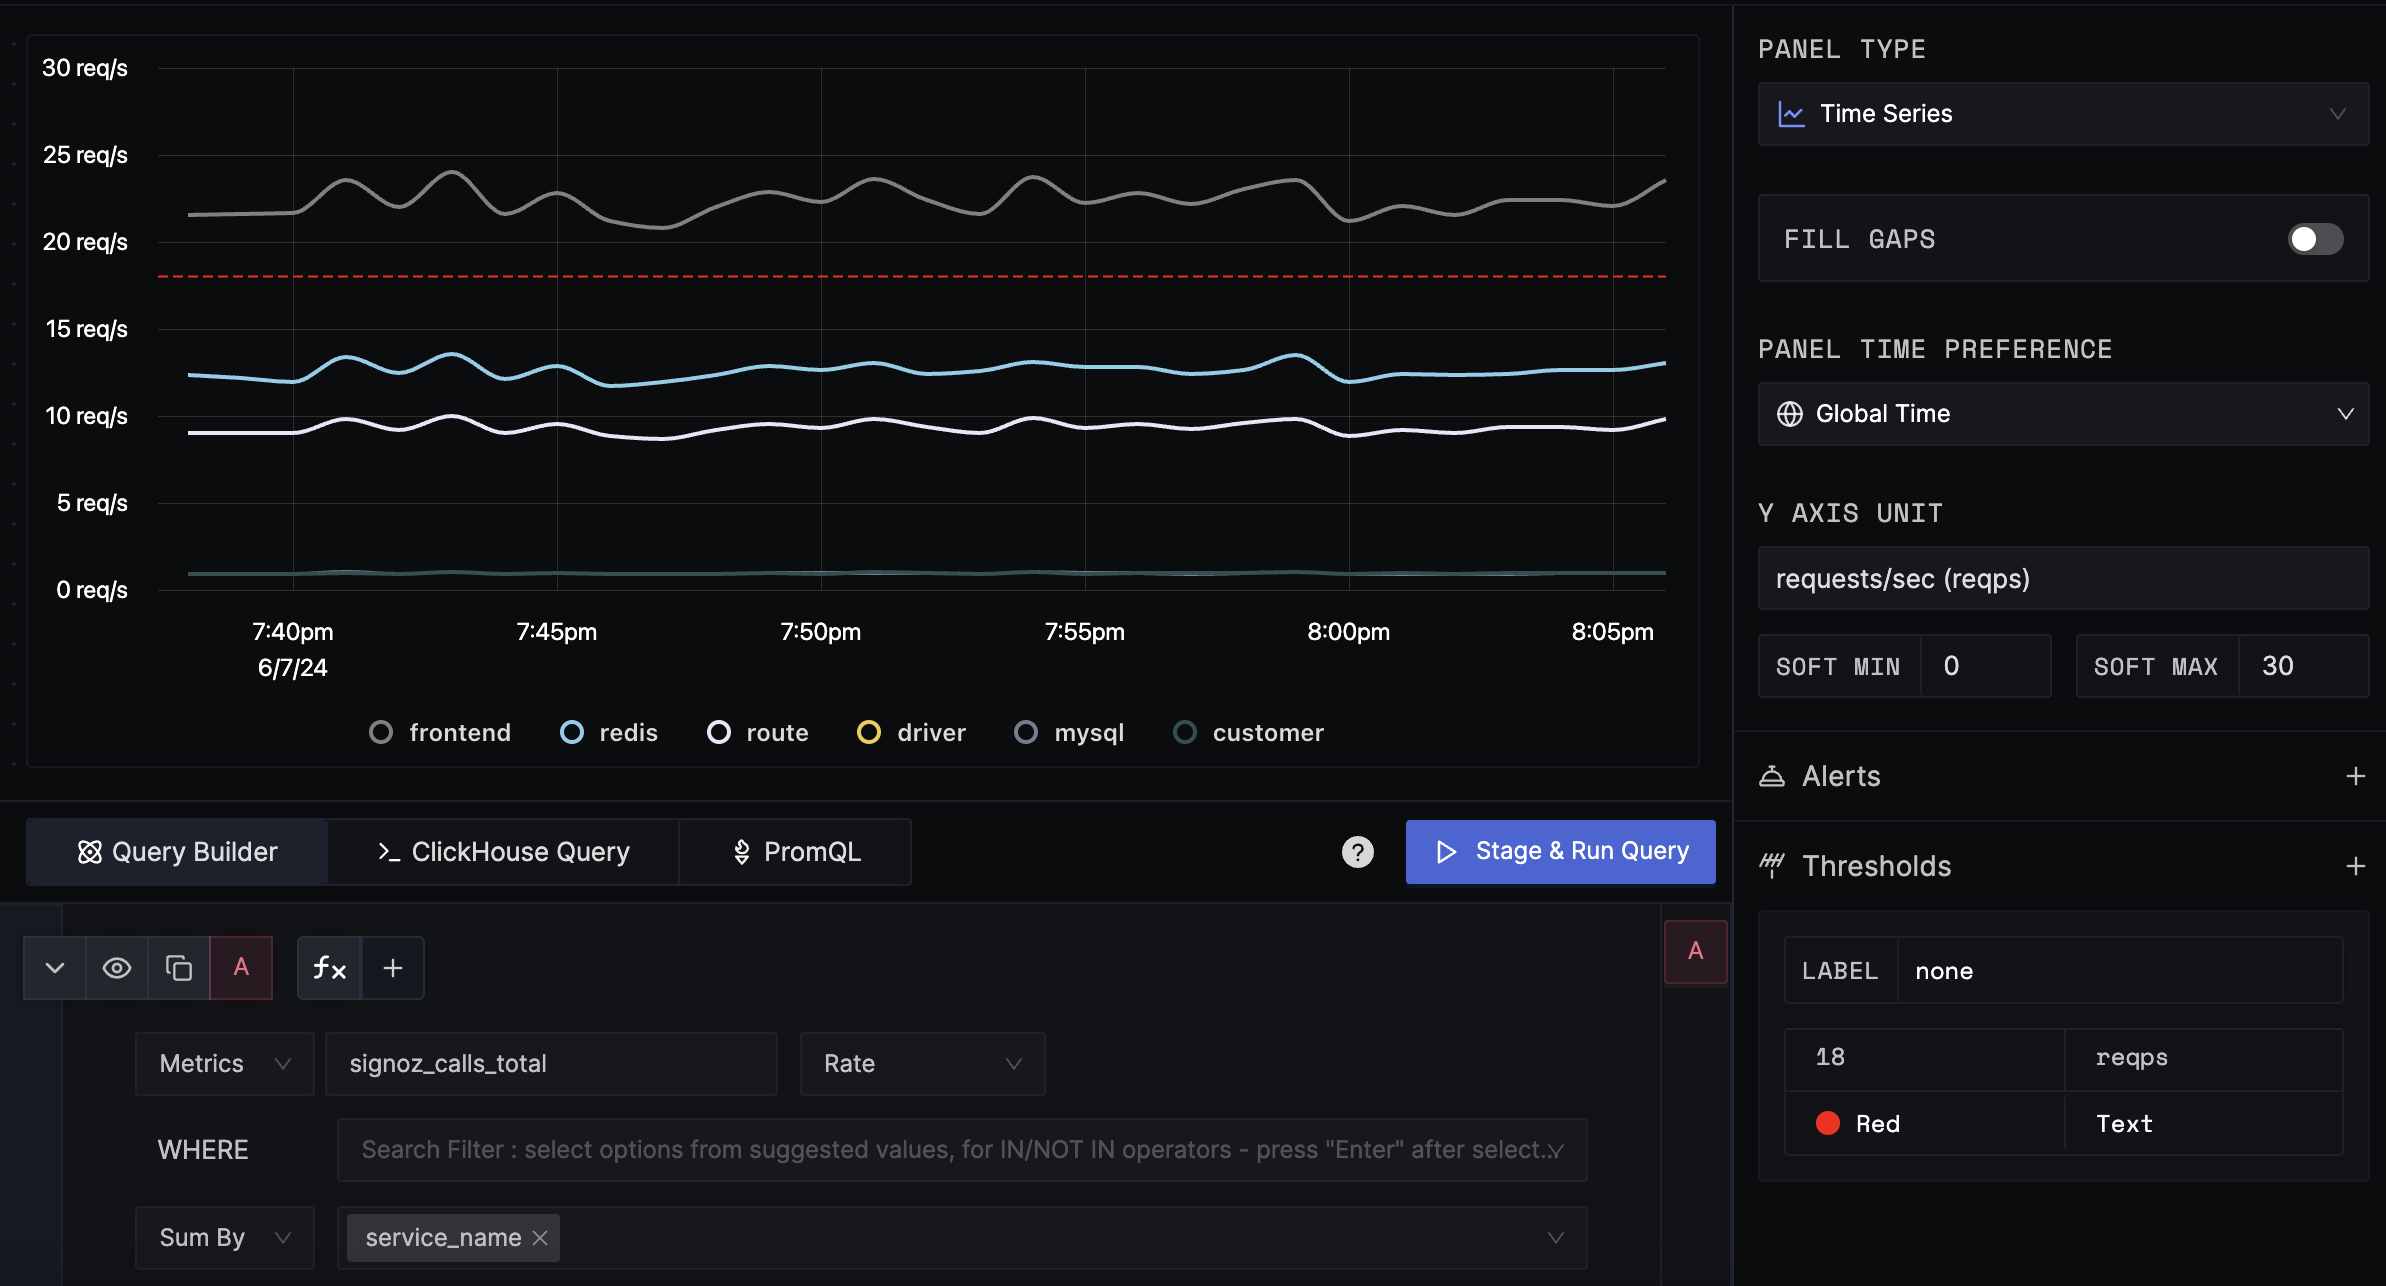 30 req/s
25 req/s
20 req/s
15 req/s
10 req/s
5 req/s
0 req/s
7:40pm 7:45pm 7:50pm 7:55pm 8:00pm 8:05pm
6/7/24
frontend redis route driver mysql customer
Query Builder ClickHouse Query PromQL ? Stage & Run Query
A fx + A
Metrics signoz_calls_total Rate
WHERE Search Filter : select options from suggested values, for IN/NOT IN operators - press "Enter" after select...
Sum By service_name
PANEL TYPE
Time Series
FILL GAPS
PANEL TIME PREFERENCE
Global Time
Y AXIS UNIT
requests/sec (reqps)
SOFT MIN 0 SOFT MAX 30
Alerts +
Thresholds +
LABEL none
18 reqps
Red Text